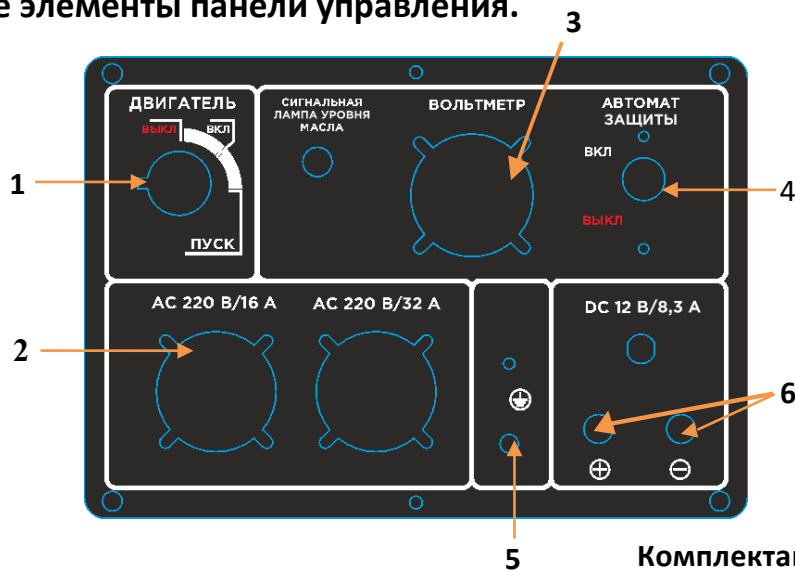 е элементы панели управления.
3
ДВИГАТЕЛЬ
ВЫКЛ
ВКЛ
ПУСК
СИГНАЛЬНАЯ
ЛАМПА УРОВНЯ
МАСЛА
ВОЛЬТМЕТР
АВТОМАТ
ЗАЩИТЫ
ВКЛ
ВЫКЛ
1
4
AC 220 В/16 А
AC 220 В/32 А
DC 12 В/8,3 А
2
6
5
Комплекта